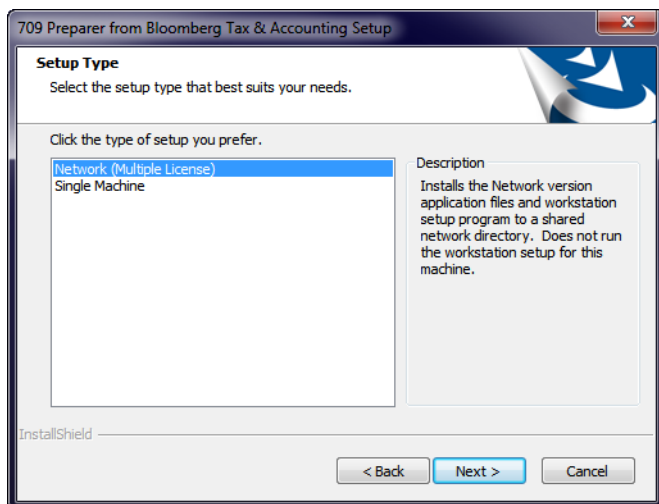 709 Preparer from Bloomberg Tax & Accounting Setup
Setup Type
Select the setup type that best suits your needs.
Click the type of setup you prefer.
Network (Multiple License)
Single Machine
Description
Installs the Network version
application files and workstation
setup program to a shared
network directory. Does not run
the workstation setup for this
machine.
InstallShield
< Back
Next >
Cancel